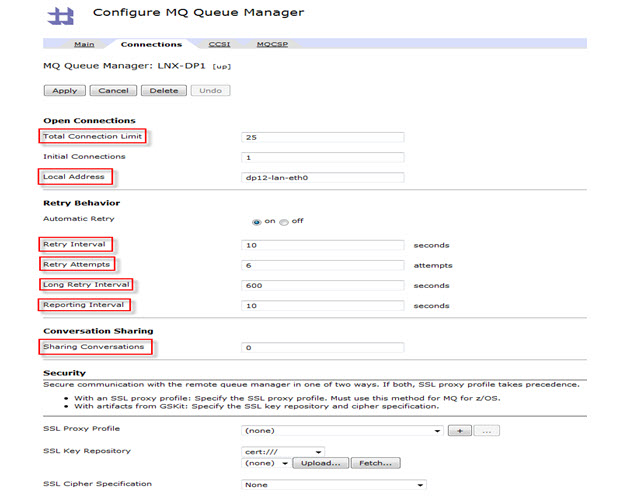 Configure MQ Queue Manager
Main Connections CCSI MQCSP
MQ Queue Manager: LNX-DP1 [up]
Apply Cancel Delete Undo
Open Connections
Total Connection Limit 25
Initial Connections 1
Local Address dp12-lan-eth0
Retry Behavior
Automatic Retry on off
Retry Interval 10 seconds
Retry Attempts 6 attempts
Long Retry Interval 600 seconds
Reporting Interval 10 seconds
Conversation Sharing
Sharing Conversations 0
Security
Secure communication with the remote queue manager in one of two ways. If both, SSL proxy profile takes precedence.
• With an SSL proxy profile: Specify the SSL proxy profile. Must use this method for MQ for z/OS.
• With artifacts from GSKit: Specify the SSL key repository and cipher specification.
SSL Proxy Profile (none) + ...
SSL Key Repository cert:///
(none) Upload... Fetch...
SSL Cipher Specification None